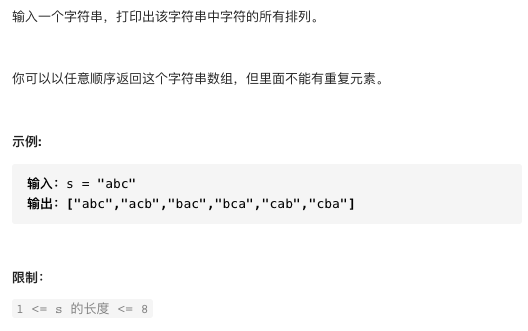 输入一个字符串，打印出该字符串中字符的所有排列。
你可以以任意顺序返回这个字符串数组，但里面不能有重复元素。
示例:
输入：s = "abc"
输出：["abc","acb","bac","bca","cab","cba"]
限制：
1 <= s 的长度 <= 8